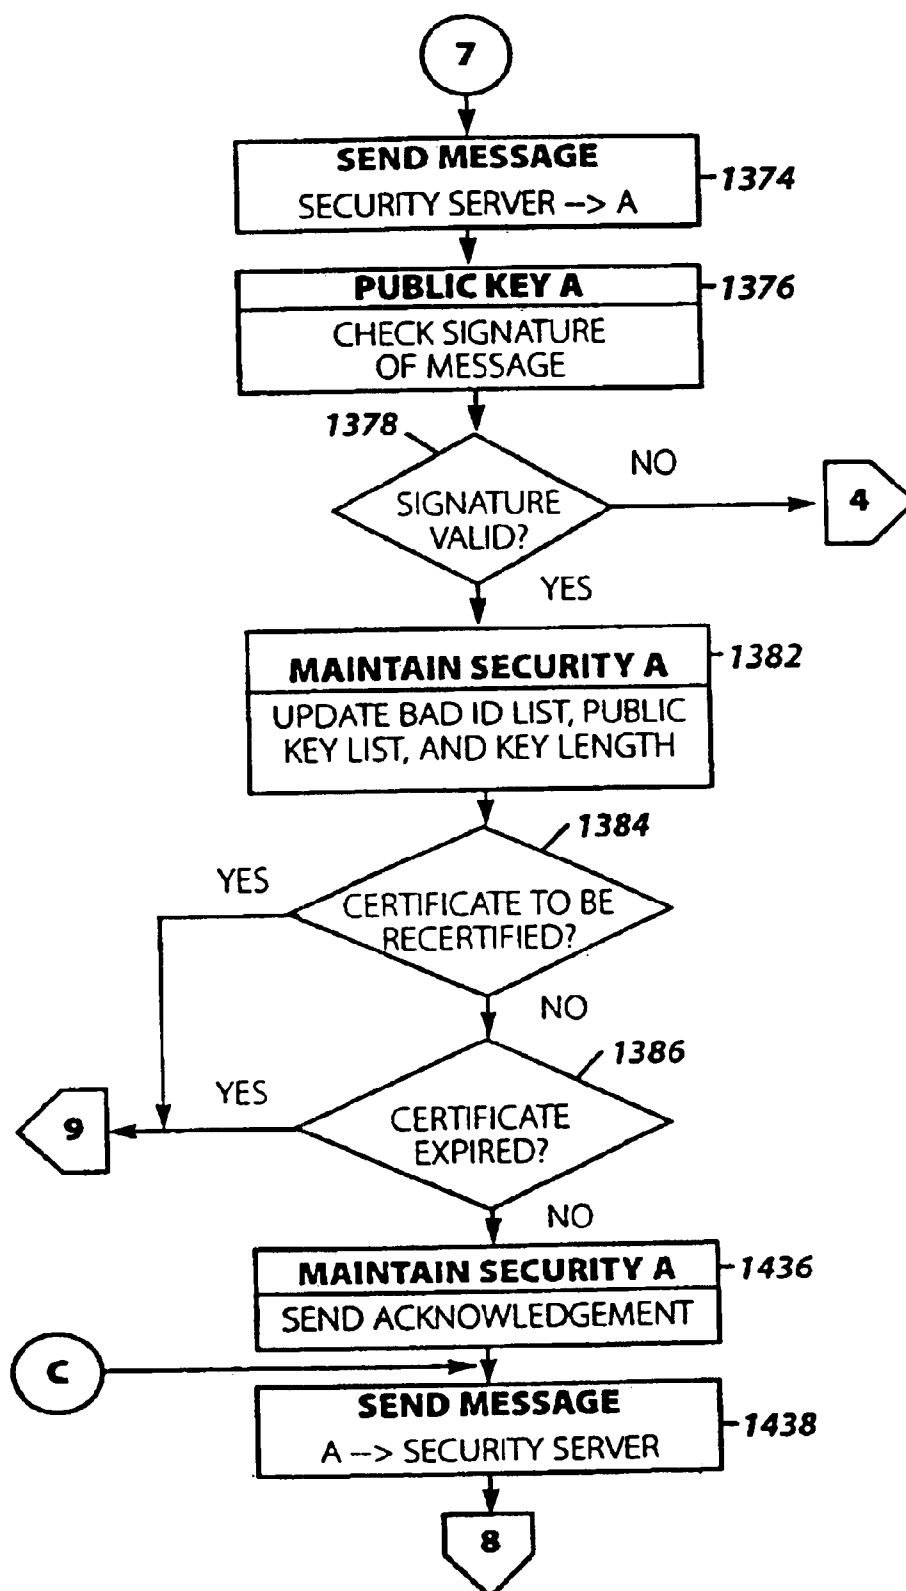 7
SEND MESSAGE
SECURITY SERVER --> A
1374
PUBLIC KEY A
1376
CHECK SIGNATURE
OF MESSAGE
1378
SIGNATURE
VALID?
NO
4
YES
MAINTAIN SECURITY A
1382
UPDATE BAD ID LIST, PUBLIC
KEY LIST, AND KEY LENGTH
1384
YES
CERTIFICATE TO BE
RECERTIFIED?
NO
1386
YES
9
CERTIFICATE
EXPIRED?
NO
MAINTAIN SECURITY A
1436
SEND ACKNOWLEDGEMENT
C
SEND MESSAGE
1438
A --> SECURITY SERVER
8